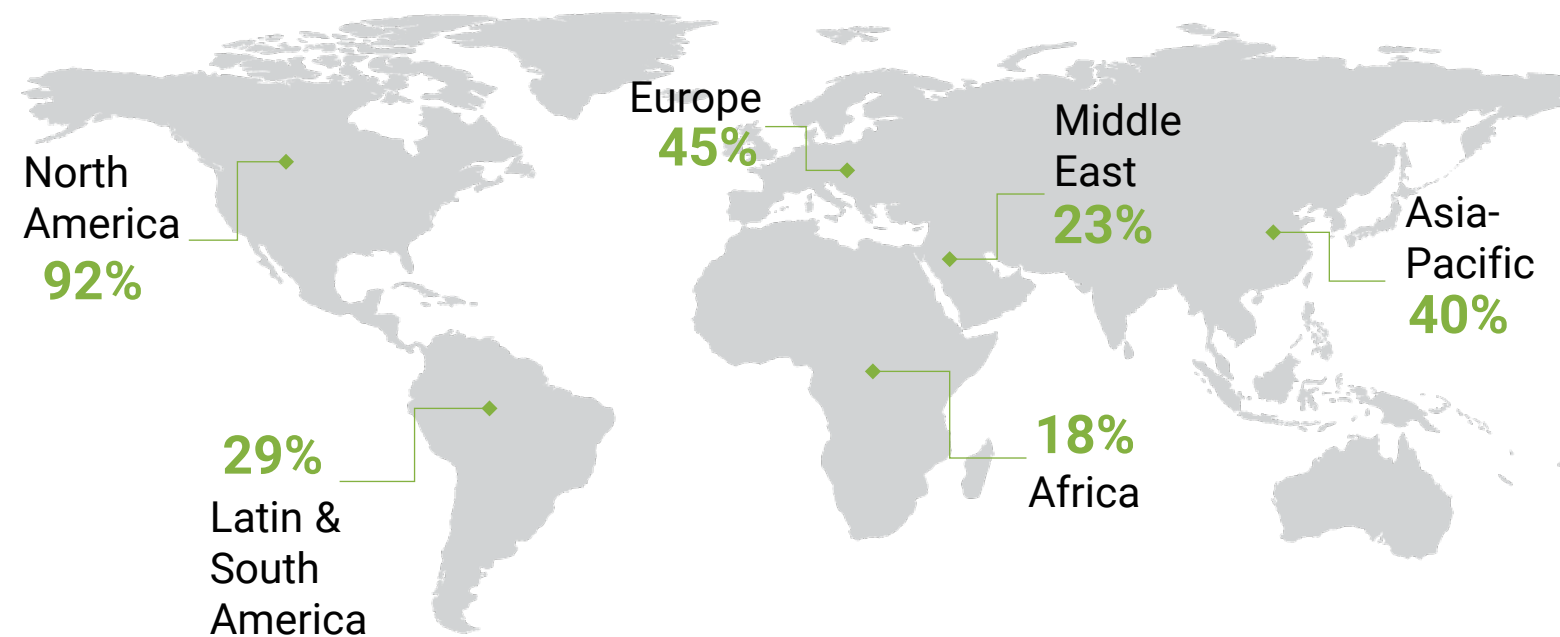 North
America
92%
Europe
45%
Middle
East
23%
Asia-
Pacific
40%
29%
Latin &
South
America
18%
Africa